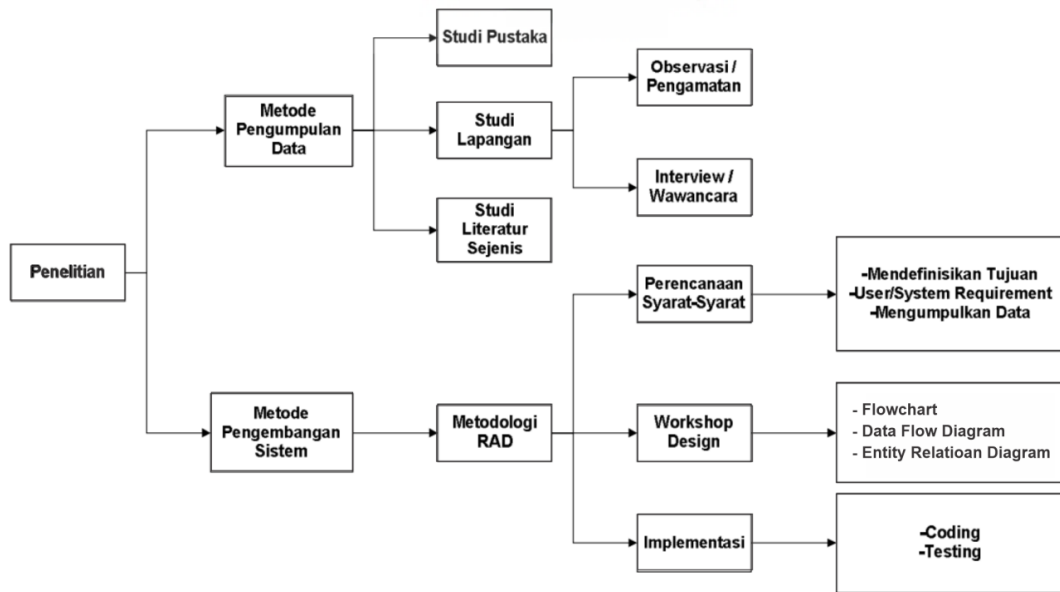 Studi Pustaka
Metode
Pengumpulan
Data
Studi
Lapangan
Studi
Literatur
Sejenis
Observasi /
Pengamatan
Interview /
Wawancara
Penelitian
Metode
Pengembangan
Sistem
Metodologi
RAD
Perencanaan
Syarat-Syarat
-Mendefinisikan Tujuan
-User/System Requirement
-Mengumpulkan Data
Workshop
Design
- Flowchart
- Data Flow Diagram
- Entity Relatioan Diagram
Implementasi
-Coding
-Testing